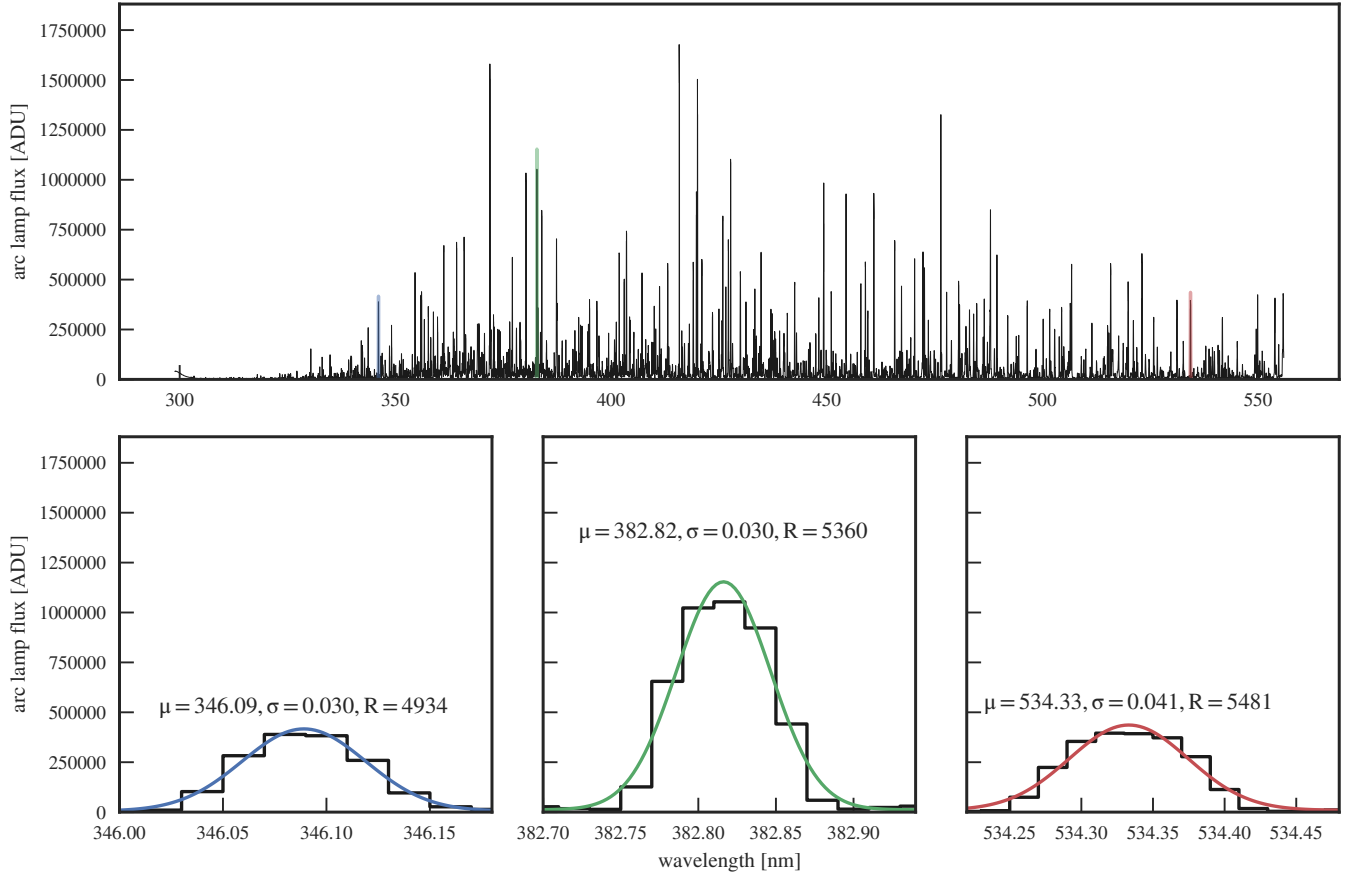 1750000
1500000
1250000
1000000
750000
500000
250000
0
arc lamp flux [ADU]
300 350 400 450 500 550
1750000
1500000
1250000
1000000
750000
500000
250000
0
arc lamp flux [ADU]
μ = 346.09, σ = 0.030, R = 4934
μ = 382.82, σ = 0.030, R = 5360
μ = 534.33, σ = 0.041, R = 5481
346.00 346.05 346.10 346.15
382.70 382.75 382.80 382.85 382.90
534.25 534.30 534.35 534.40 534.45
wavelength [nm]